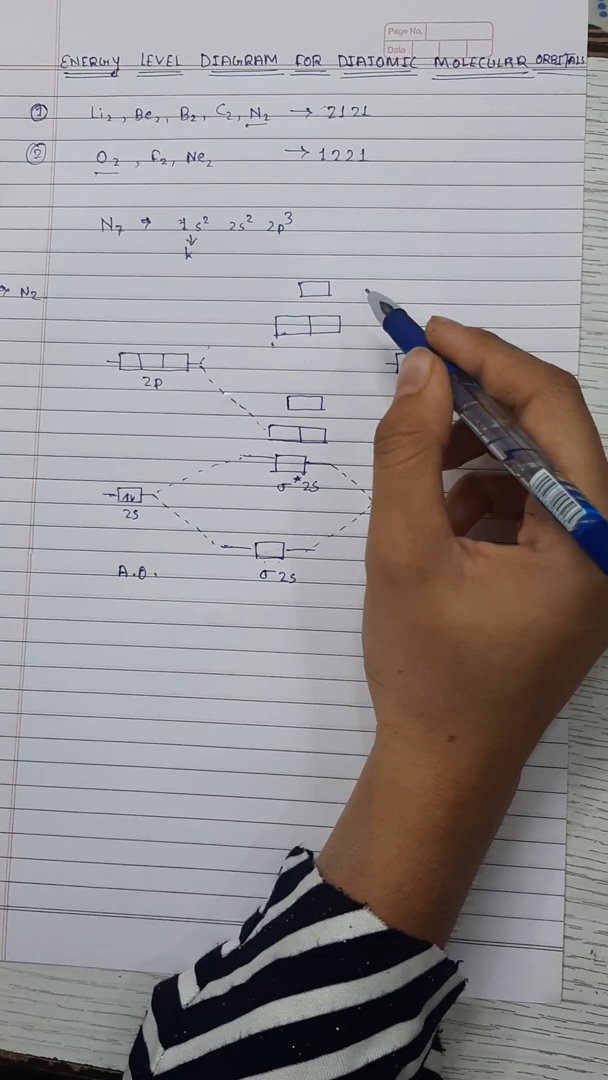 Page No.
Date
ENERGY LEVEL DIAGRAM FOR DIATOMIC MOLECULAR ORBITALS
① Li₂, Be₂, B₂, C₂, N₂ → 2121
② O₂, F₂, Ne₂ → 1221
N₇ → 1s² 2s² 2p³
↓
k
→ N₂
2p
σ*2s
2s
A.O.
σ2s